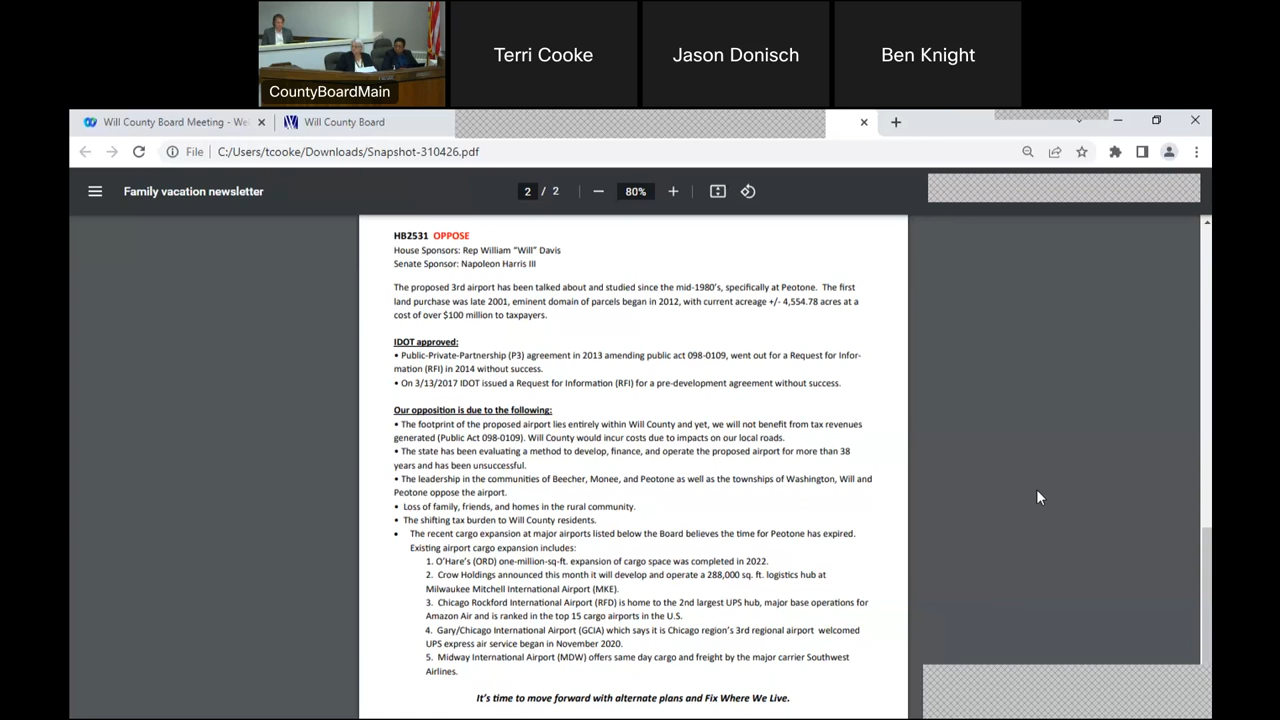 CountyBoardMain
Terri Cooke
Jason Donisch
Ben Knight
Will County Board Meeting - We
Will County Board
File
C:/Users/tcooke/Downloads/Snapshot-310426.pdf
Family vacation newsletter
2 / 2
80%
HB2531 OPPOSE
House Sponsors: Rep William “Will” Davis
Senate Sponsor: Napoleon Harris III
The proposed 3rd airport has been talked about and studied since the mid-1980’s, specifically at Peotone. The first
land purchase was late 2001, eminent domain of parcels began in 2012, with current acreage +/- 4,554.78 acres at a
cost of over $100 million to taxpayers.
IDOT approved:
• Public-Private-Partnership (P3) agreement in 2013 amending public act 098-0109, went out for a Request for Infor-
mation (RFI) in 2014 without success.
• On 3/13/2017 IDOT issued a Request for Information (RFI) for a pre-development agreement without success.
Our opposition is due to the following:
• The footprint of the proposed airport lies entirely within Will County and yet, we will not benefit from tax revenues
generated (Public Act 098-0109). Will County would incur costs due to impacts on our local roads.
• The state has been evaluating a method to develop, finance, and operate the proposed airport for more than 38
years and has been unsuccessful.
• The leadership in the communities of Beecher, Monee, and Peotone as well as the townships of Washington, Will and
Peotone oppose the airport.
• Loss of family, friends, and homes in the rural community.
• The shifting tax burden to Will County residents.
• The recent cargo expansion at major airports listed below the Board believes the time for Peotone has expired.
Existing airport cargo expansion includes:
1. O’Hare’s (ORD) one-million-sq-ft. expansion of cargo space was completed in 2022.
2. Crow Holdings announced this month it will develop and operate a 288,000 sq. ft. logistics hub at
Milwaukee Mitchell International Airport (MKE).
3. Chicago Rockford International Airport (RFD) is home to the 2nd largest UPS hub, major base operations for
Amazon Air and is ranked in the top 15 cargo airports in the U.S.
4. Gary/Chicago International Airport (GCIA) which says it is Chicago region’s 3rd regional airport welcomed
UPS express air service began in November 2020.
5. Midway International Airport (MDW) offers same day cargo and freight by the major carrier Southwest
Airlines.
It’s time to move forward with alternate plans and Fix Where We Live.